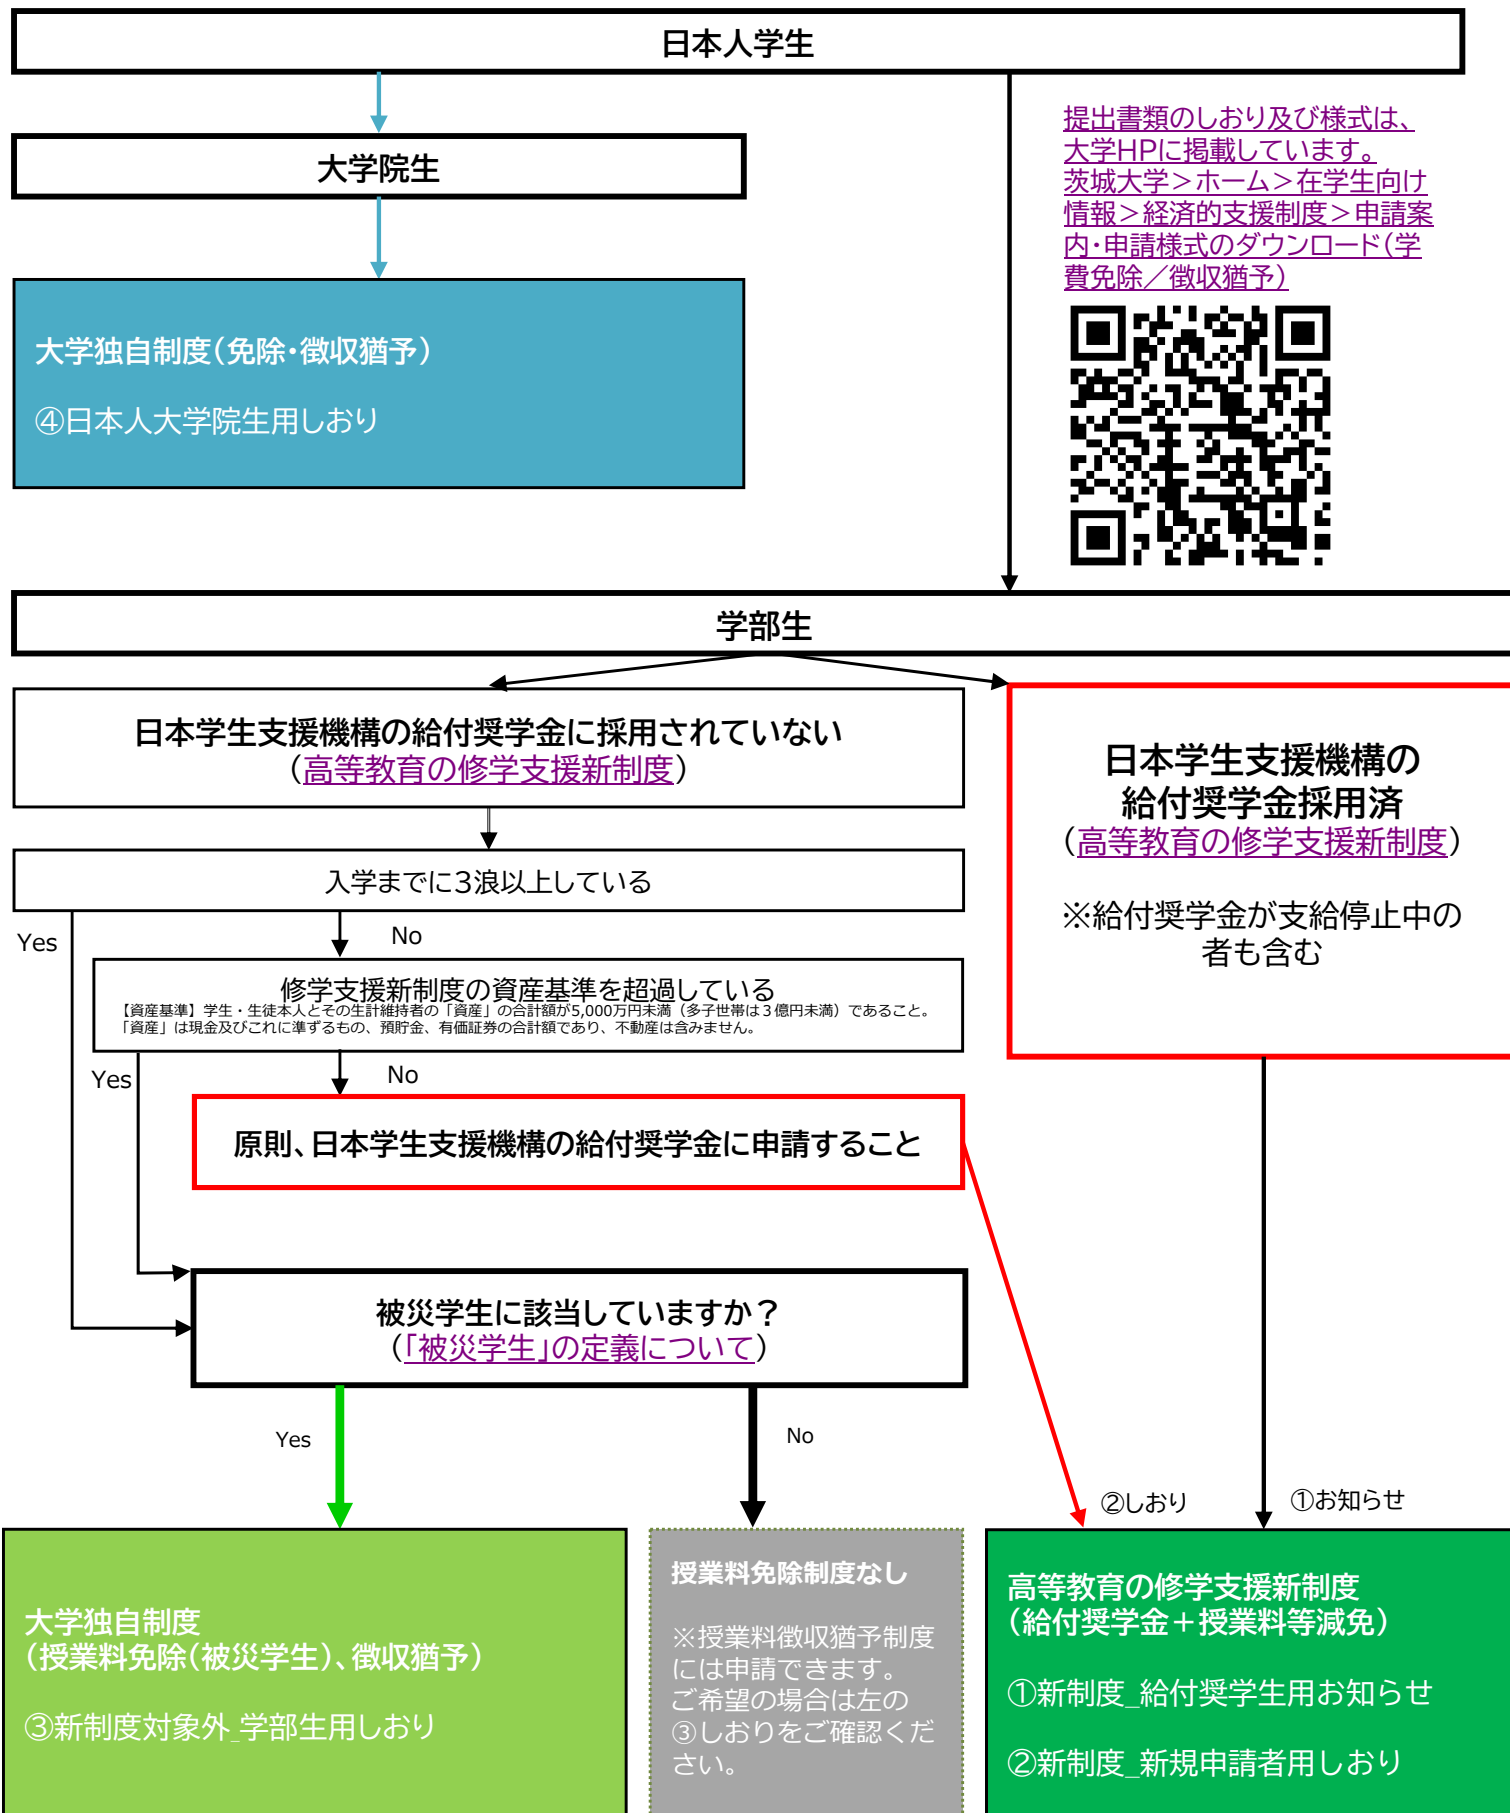 日本人学生
提出書類のしおり及び様式は、
大学HPに掲載しています。
茨城大学＞ホーム＞在学生向け
情報＞経済的支援制度＞申請案
内・申請様式のダウンロード（学
費免除／徴収猶予）
大学院生
大学独自制度（免除・徴収猶予）
④日本人大学院生用しおり
学部生
日本学生支援機構の給付奨学金に採用されていない
（高等教育の修学支援新制度）
日本学生支援機構の
給付奨学金採用済
（高等教育の修学支援新制度）
※給付奨学金が支給停止中の
者も含む
入学までに３浪以上している
Yes
No
修学支援新制度の資産基準を超過している
【資産基準】学生・生徒本人とその生計維持者の「資産」の合計額が5,000万円未満（多子世帯は３億円未満）であること。
「資産」は現金及びこれに準ずるもの、預貯金、有価証券の合計額であり、不動産は含みません。
Yes
No
原則、日本学生支援機構の給付奨学金に申請すること
被災学生に該当していますか？
（「被災学生」の定義について）
Yes
No
②しおり
①お知らせ
大学独自制度
（授業料免除（被災学生）、徴収猶予）
③新制度対象外_学部生用しおり
授業料免除制度なし
※授業料徴収猶予制度
には申請できます。
ご希望の場合は左の
③しおりをご確認くだ
さい。
高等教育の修学支援新制度
（給付奨学金＋授業料等減免）
①新制度_給付奨学生用お知らせ
②新制度_新規申請者用しおり